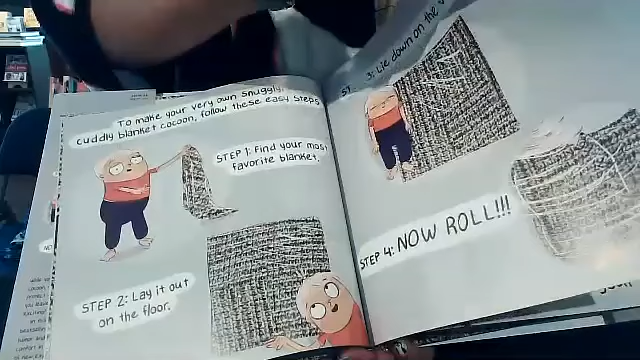 To make your very own snuggly,
cuddly blanket cocoon, follow these easy steps
STEP 1: Find your most
favorite blanket.
STEP 2: Lay it out
on the floor.
3: Lie down on the
STEP 4: NOW ROLL!!!